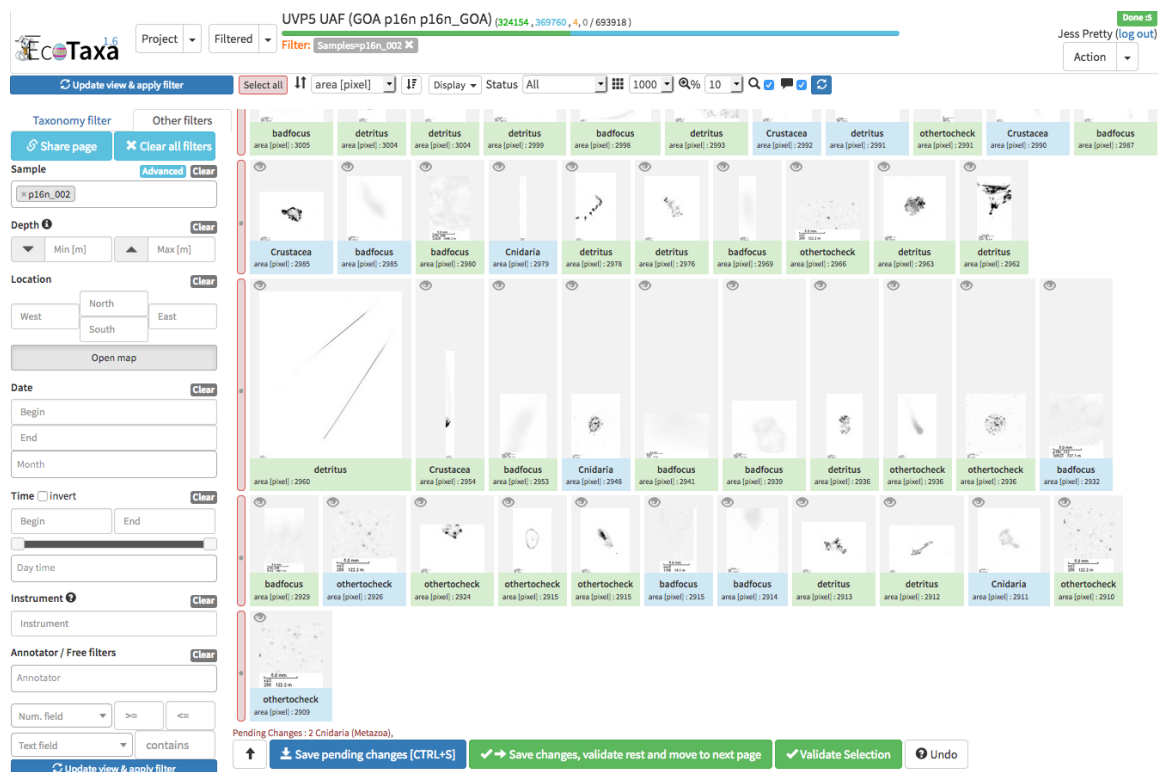 UVP5 UAF (GOA p16n p16n_GOA) (324154 , 369760 , 4, 0 / 693918 )
Done :5
EcoTaxa 1.6
Project
Filtered
Filter: Samples=p16n_002 ✖
Jess Pretty (log out)
Action
Update view & apply filter
Select all area [pixel] Display Status All 1000 % 10
Taxonomy filter Other filters
Share page Clear all filters
Sample Advanced Clear
×p16n_002
Depth Clear
Min [m] Max [m]
Location Clear
North
West East
South
Open map
Date Clear
Begin
End
Month
Time invert Clear
Begin End
Day time
Instrument Clear
Instrument
Annotator / Free filters Clear
Annotator
Num. field >= <=
Text field contains
Update view & apply filter
badfocus detritus detritus detritus badfocus detritus Crustacea detritus othertocheck Crustacea badfocus
area [pixel] : 3005 area [pixel] : 3004 area [pixel] : 3004 area [pixel] : 2999 area [pixel] : 2998 area [pixel] : 2993 area [pixel] : 2992 area [pixel] : 2991 area [pixel] : 2991 area [pixel] : 2990 area [pixel] : 2987
Crustacea badfocus badfocus Cnidaria detritus detritus badfocus othertocheck detritus detritus
area [pixel] : 2985 area [pixel] : 2985 area [pixel] : 2980 area [pixel] : 2979 area [pixel] : 2978 area [pixel] : 2976 area [pixel] : 2969 area [pixel] : 2966 area [pixel] : 2963 area [pixel] : 2962
detritus Crustacea badfocus Cnidaria badfocus badfocus detritus othertocheck othertocheck badfocus
area [pixel] : 2960 area [pixel] : 2954 area [pixel] : 2953 area [pixel] : 2948 area [pixel] : 2941 area [pixel] : 2939 area [pixel] : 2936 area [pixel] : 2936 area [pixel] : 2936 area [pixel] : 2932
5.0 mm
122.2 m
badfocus othertocheck othertocheck othertocheck othertocheck badfocus badfocus detritus detritus Cnidaria othertocheck
area [pixel] : 2929 area [pixel] : 2926 area [pixel] : 2924 area [pixel] : 2915 area [pixel] : 2915 area [pixel] : 2915 area [pixel] : 2914 area [pixel] : 2913 area [pixel] : 2912 area [pixel] : 2911 area [pixel] : 2910
5.0 mm
122.2 m
othertocheck
area [pixel] : 2909
Pending Changes : 2 Cnidaria (Metazoa),
Save pending changes [CTRL+S] Save changes, validate rest and move to next page Validate Selection Undo